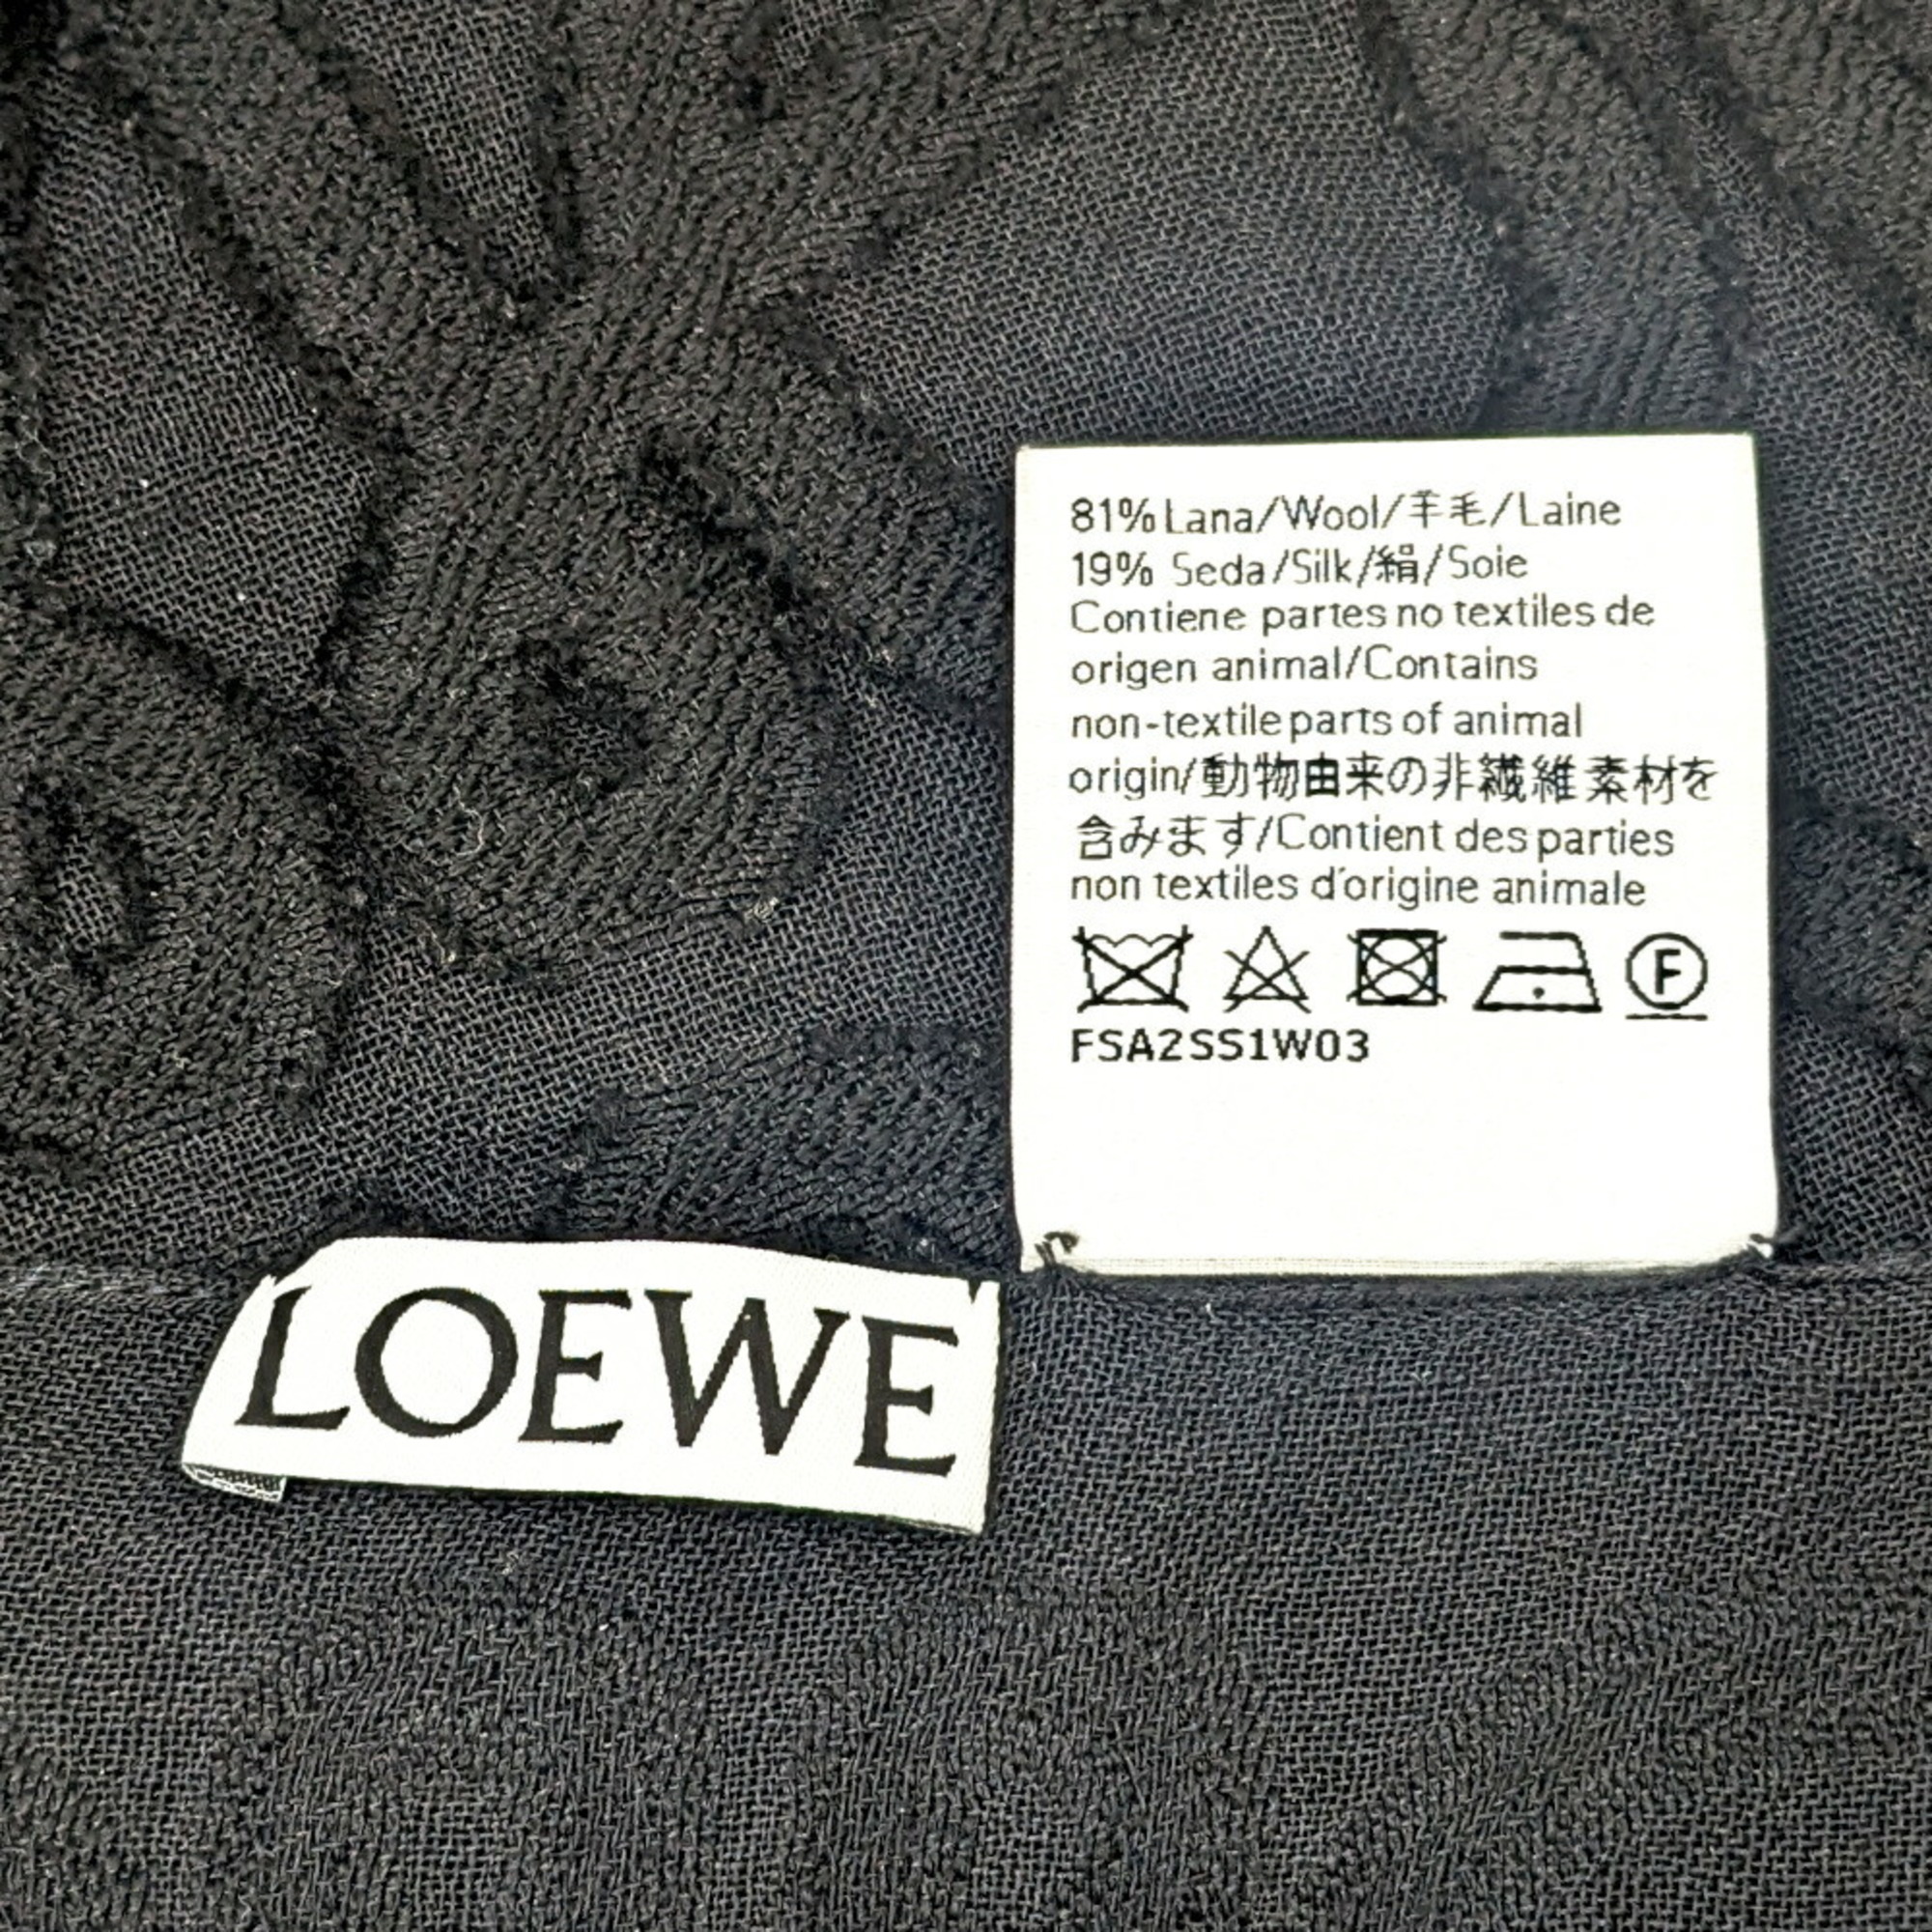 81% Lana/Wool/羊毛/Laine
19% Seda/Silk/絹/Soie
Contiene partes no textiles de
origen animal/Contains
non-textile parts of animal
origin/動物由来の非繊維素材を
含みます/Contient des parties
non textiles d'origine animale
F
FSA2SS1W03
LOEWE